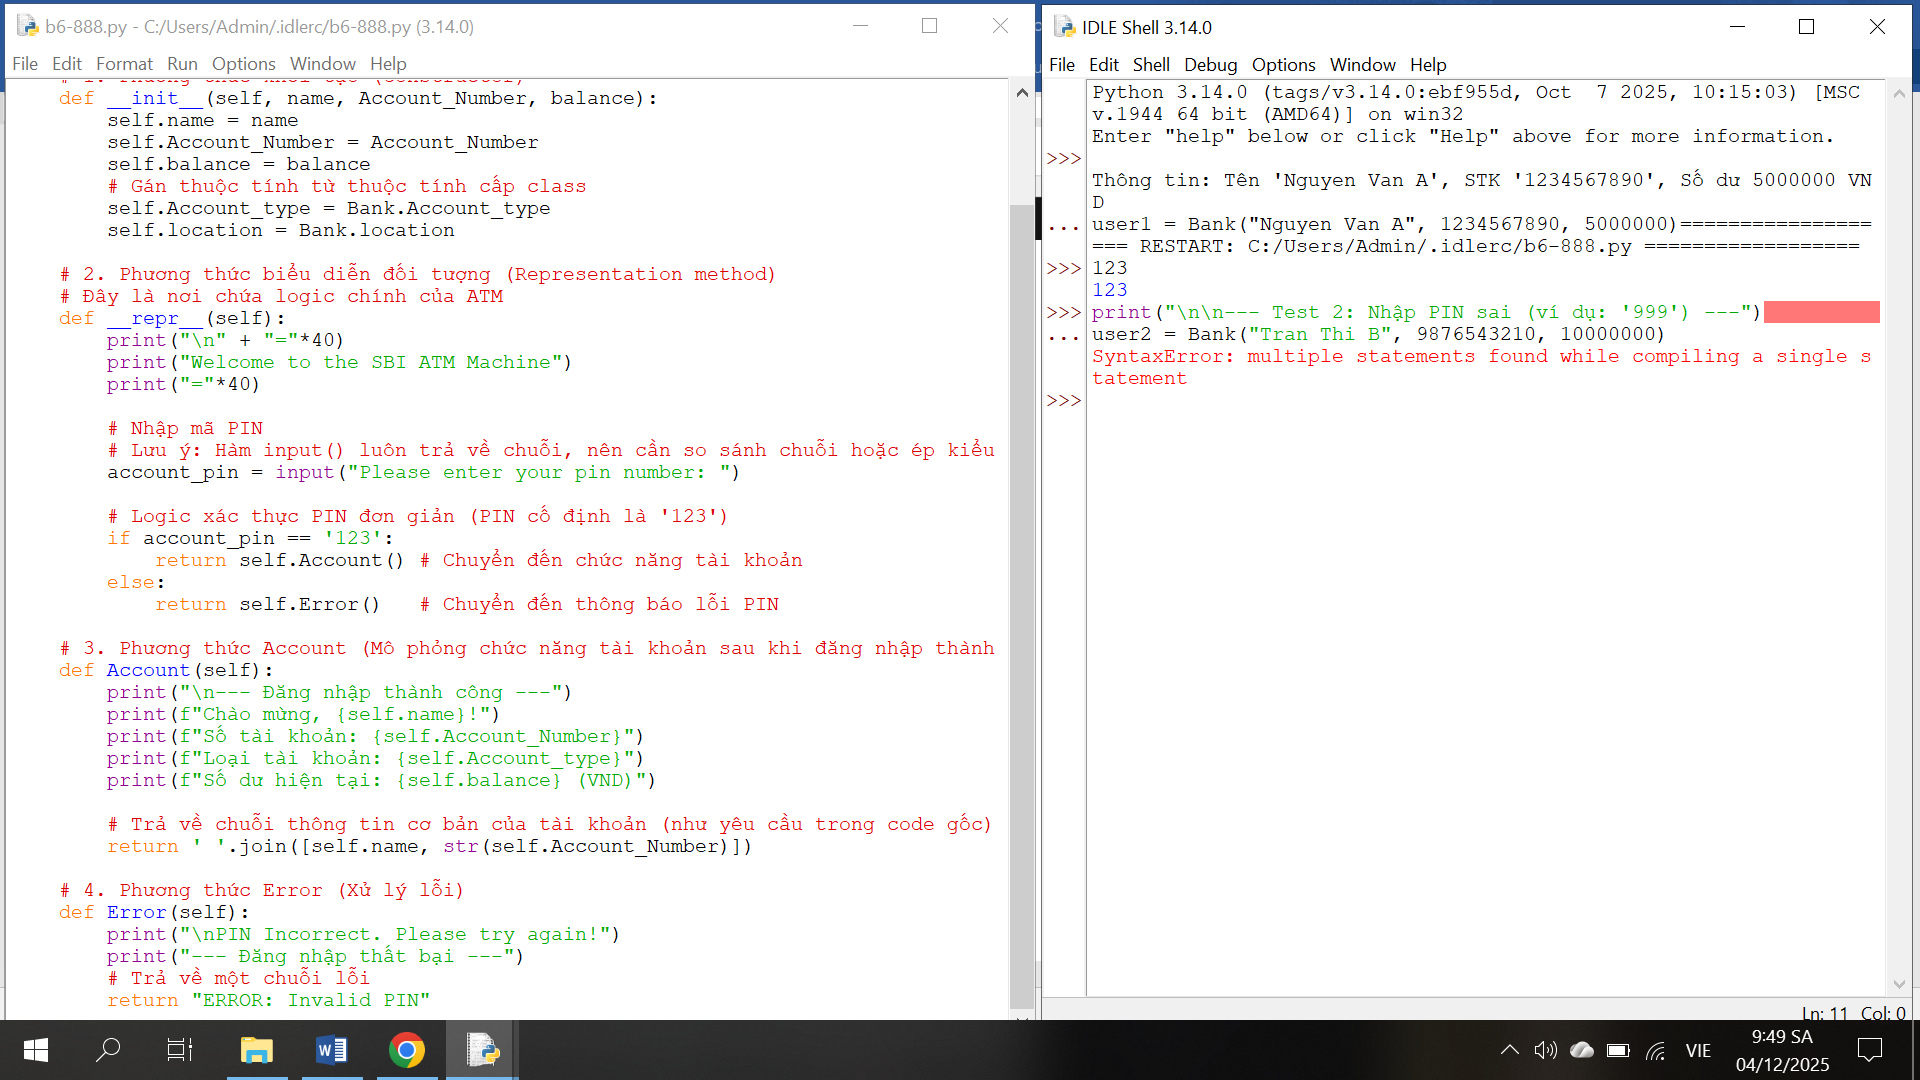 b6-888.py - C:/Users/Admin/.idlerc/b6-888.py (3.14.0)
File Edit Format Run Options Window Help
def __init__(self, name, Account_Number, balance):
self.name = name
self.Account_Number = Account_Number
self.balance = balance
# Gán thuộc tính từ thuộc tính cấp class
self.Account_type = Bank.Account_type
self.location = Bank.location
# 2. Phương thức biểu diễn đối tượng (Representation method)
# Đây là nơi chứa logic chính của ATM
def __repr__(self):
print("\n" + "="*40)
print("Welcome to the SBI ATM Machine")
print("="*40)
# Nhập mã PIN
# Lưu ý: Hàm input() luôn trả về chuỗi, nên cần so sánh chuỗi hoặc ép kiểu
account_pin = input("Please enter your pin number: ")
# Logic xác thực PIN đơn giản (PIN cố định là '123')
if account_pin == '123':
return self.Account() # Chuyển đến chức năng tài khoản
else:
return self.Error() # Chuyển đến thông báo lỗi PIN
# 3. Phương thức Account (Mô phỏng chức năng tài khoản sau khi đăng nhập thành
def Account(self):
print("\n--- Đăng nhập thành công ---")
print(f"Chào mừng, {self.name}!")
print(f"Số tài khoản: {self.Account_Number}")
print(f"Loại tài khoản: {self.Account_type}")
print(f"Số dư hiện tại: {self.balance} (VND)")
# Trả về chuỗi thông tin cơ bản của tài khoản (như yêu cầu trong code gốc)
return ' '.join([self.name, str(self.Account_Number)])
# 4. Phương thức Error (Xử lý lỗi)
def Error(self):
print("\nPIN Incorrect. Please try again!")
print("--- Đăng nhập thất bại ---")
# Trả về một chuỗi lỗi
return "ERROR: Invalid PIN"
IDLE Shell 3.14.0
File Edit Shell Debug Options Window Help
Python 3.14.0 (tags/v3.14.0:ebf955d, Oct  7 2025, 10:15:03) [MSC
v.1944 64 bit (AMD64)] on win32
Enter "help" below or click "Help" above for more information.
>>>
Thông tin: Tên 'Nguyen Van A', STK '1234567890', Số dư 5000000 VN
D
... user1 = Bank("Nguyen Van A", 1234567890, 5000000)================
=== RESTART: C:/Users/Admin/.idlerc/b6-888.py ==================
>>> 123
123
>>> print("\n\n--- Test 2: Nhập PIN sai (ví dụ: '999') ---")
... user2 = Bank("Tran Thi B", 9876543210, 10000000)
SyntaxError: multiple statements found while compiling a single s
tatement
>>>
Ln: 11 Col: 0
VIE
9:49 SA
04/12/2025